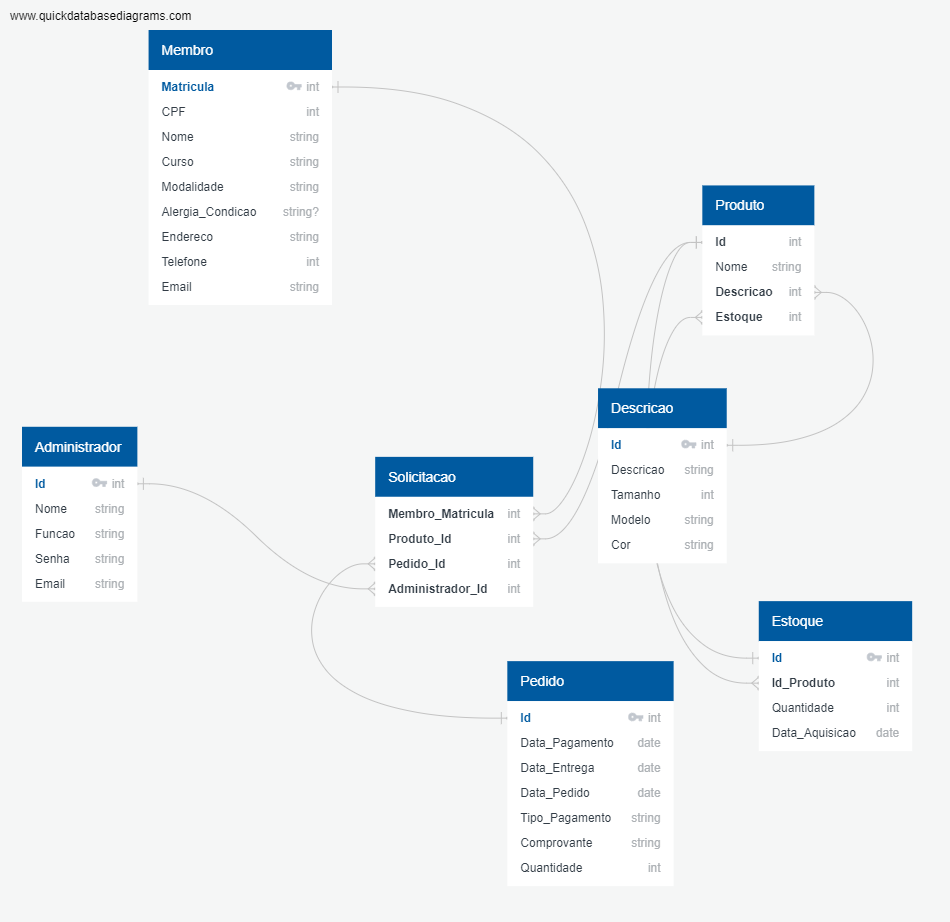 www.quickdatabasediagrams.com
Membro
Matricula int
CPF int
Nome string
Curso string
Modalidade string
Alergia_Condicao string?
Endereco string
Telefone int
Email string
Produto
Id int
Nome string
Descricao int
Estoque int
Descricao
Id int
Descricao string
Tamanho int
Modelo string
Cor string
Administrador
Id int
Nome string
Funcao string
Senha string
Email string
Solicitacao
Membro_Matricula int
Produto_Id int
Pedido_Id int
Administrador_Id int
Estoque
Id int
Id_Produto int
Quantidade int
Data_Aquisicao date
Pedido
Id int
Data_Pagamento date
Data_Entrega date
Data_Pedido date
Tipo_Pagamento string
Comprovante string
Quantidade int